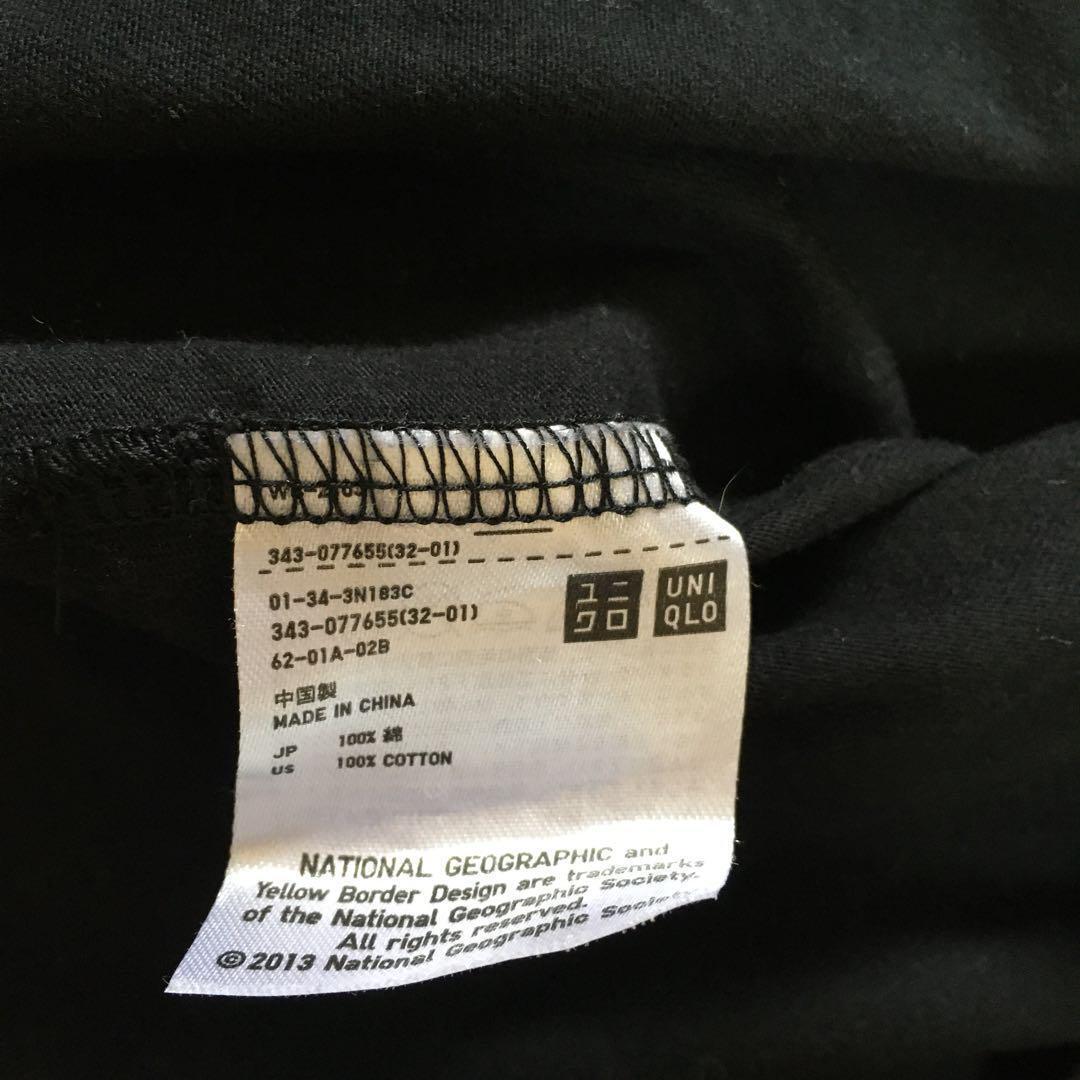 343-077655(32-01)
01-34-3N183C
343-077655(32-01)
62-01A-02B
ユニ
クロ
UNI
QLO
中国製
MADE IN CHINA
JP 100% 綿
US 100% COTTON
NATIONAL GEOGRAPHIC and
Yellow Border Design are trademarks
of the National Geographic Society.
All rights reserved.
©2013 National Geographic Society